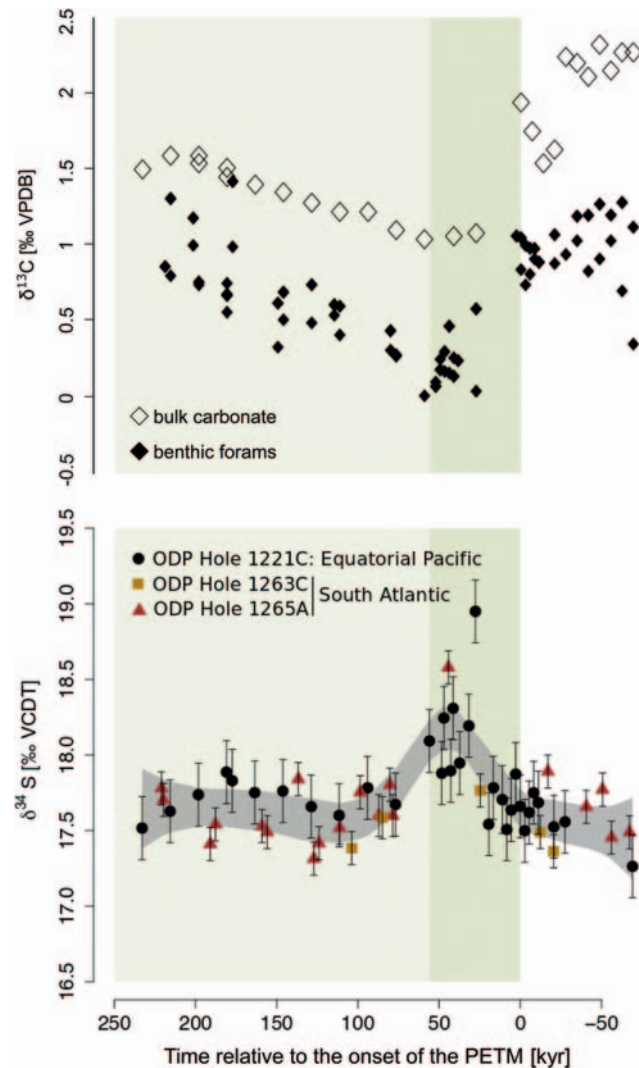 2.5
2
1.5
1
0.5
0
-0.5
δ13C [‰ VPDB]
bulk carbonate
benthic forams
19.5
19.0
18.5
18.0
17.5
17.0
16.5
δ34 S [‰ VCDT]
ODP Hole 1221C: Equatorial Pacific
ODP Hole 1263C
ODP Hole 1265A
South Atlantic
250 200 150 100 50 0 −50
Time relative to the onset of the PETM [kyr]